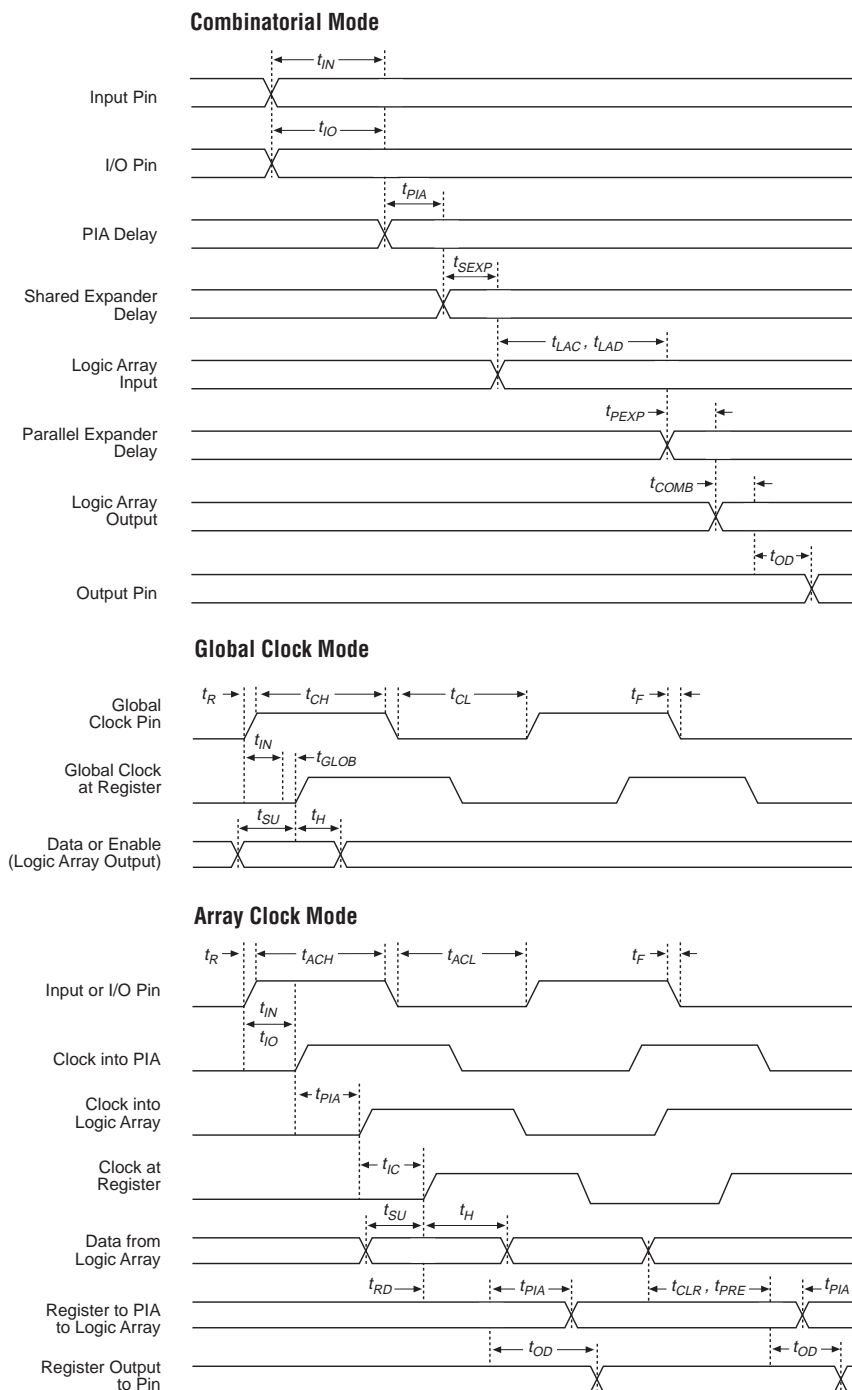 Combinatorial Mode
tIN
Input Pin
tIO
I/O Pin
tPIA
PIA Delay
tSEXP
Shared Expander
Delay
tLAC , tLAD
Logic Array
Input
tPEXP
Parallel Expander
Delay
tCOMB
Logic Array
Output
tOD
Output Pin
Global Clock Mode
tR tCH tCL tF
Global
Clock Pin
tIN tGLOB
Global Clock
at Register
tSU tH
Data or Enable
(Logic Array Output)
Array Clock Mode
tR tACH tACL tF
Input or I/O Pin
tIN
tIO
Clock into PIA
tPIA
Clock into
Logic Array
tIC
Clock at
Register
tSU tH
Data from
Logic Array
tRD tPIA tCLR , tPRE tPIA
Register to PIA
to Logic Array
tOD tOD
Register Output
to Pin